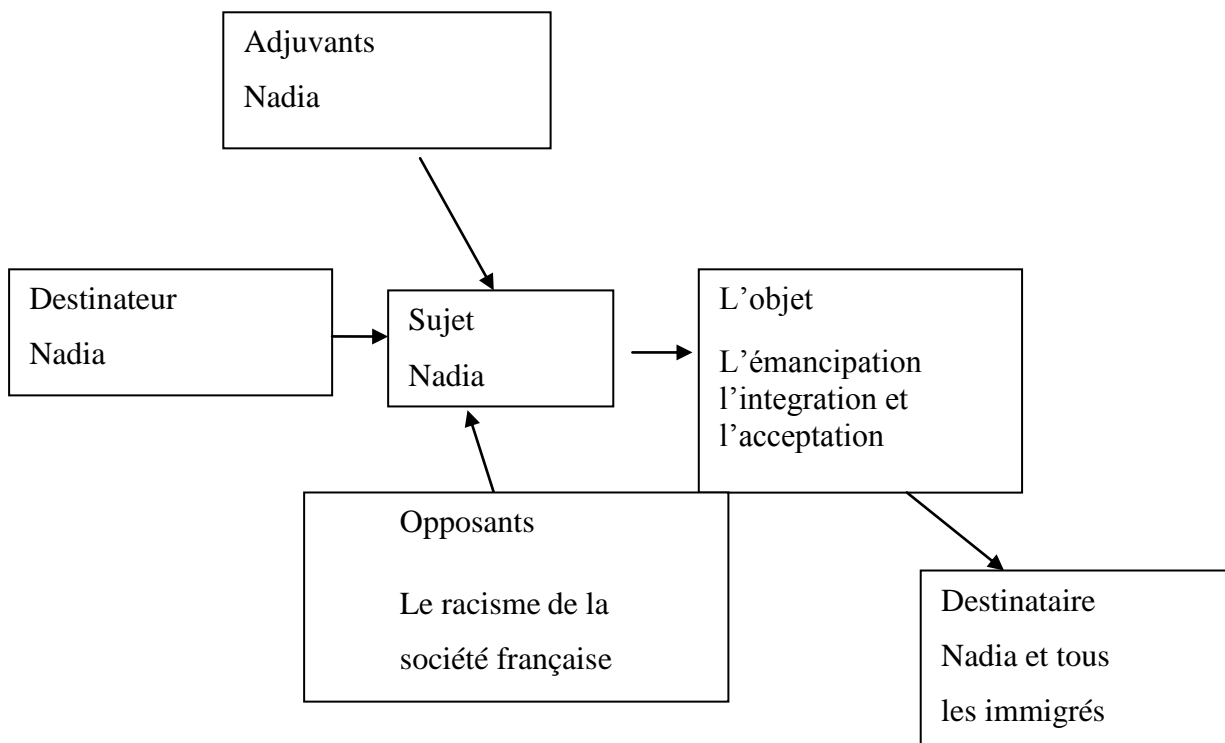 Adjuvants
Nadia
Destinateur
Nadia
Sujet
Nadia
L’objet
L’émancipation
l’integration et
l’acceptation
Opposants
Le racisme de la
société française
Destinataire
Nadia et tous
les immigrés